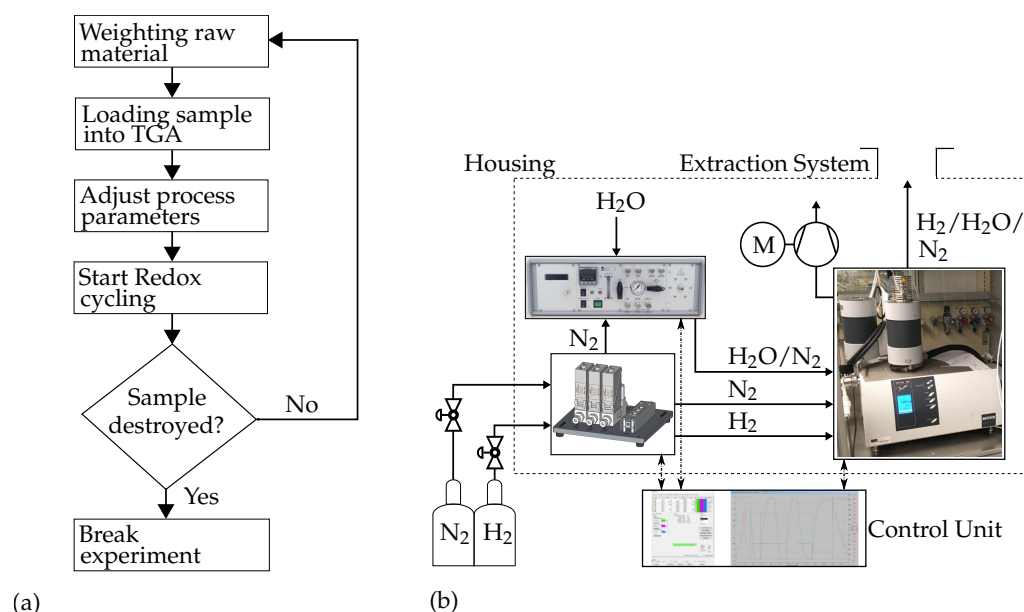 Weighting raw
material
Loading sample
into TGA
Adjust process
parameters
Start Redox
cycling
Sample
destroyed?
No
Yes
Break
experiment
(a)
Housing
Extraction System
H₂O
M
H₂/H₂O/
N₂
N₂
H₂O/N₂
N₂
H₂
N₂
H₂
Control Unit
(b)